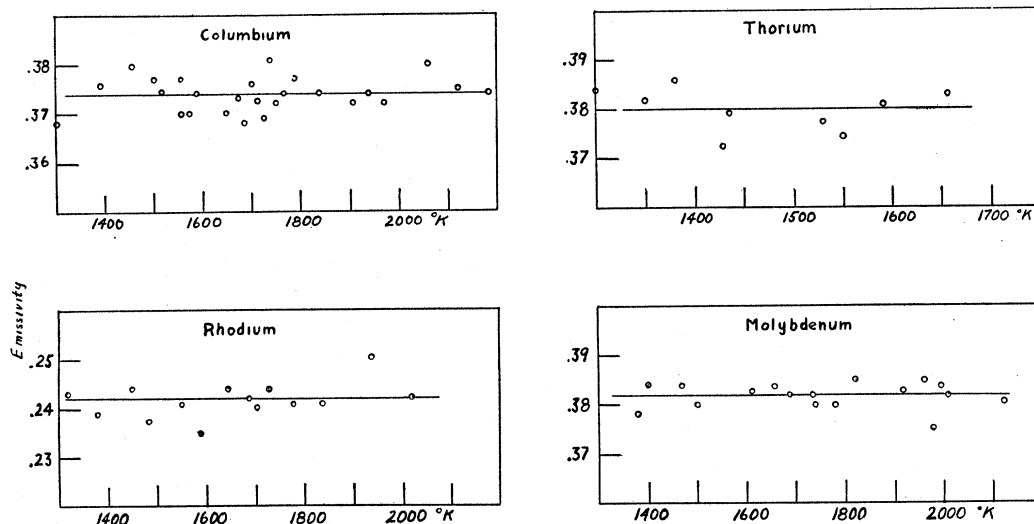 Columbium
.38
.37
.36
1400 1600 1800 2000 °K
Thorium
.39
.38
.37
1400 1500 1600 1700 °K
Emissivity
Rhodium
.25
.24
.23
1400 1600 1800 2000 °K
Molybdenum
.39
.38
.37
1400 1600 1800 2000 °K